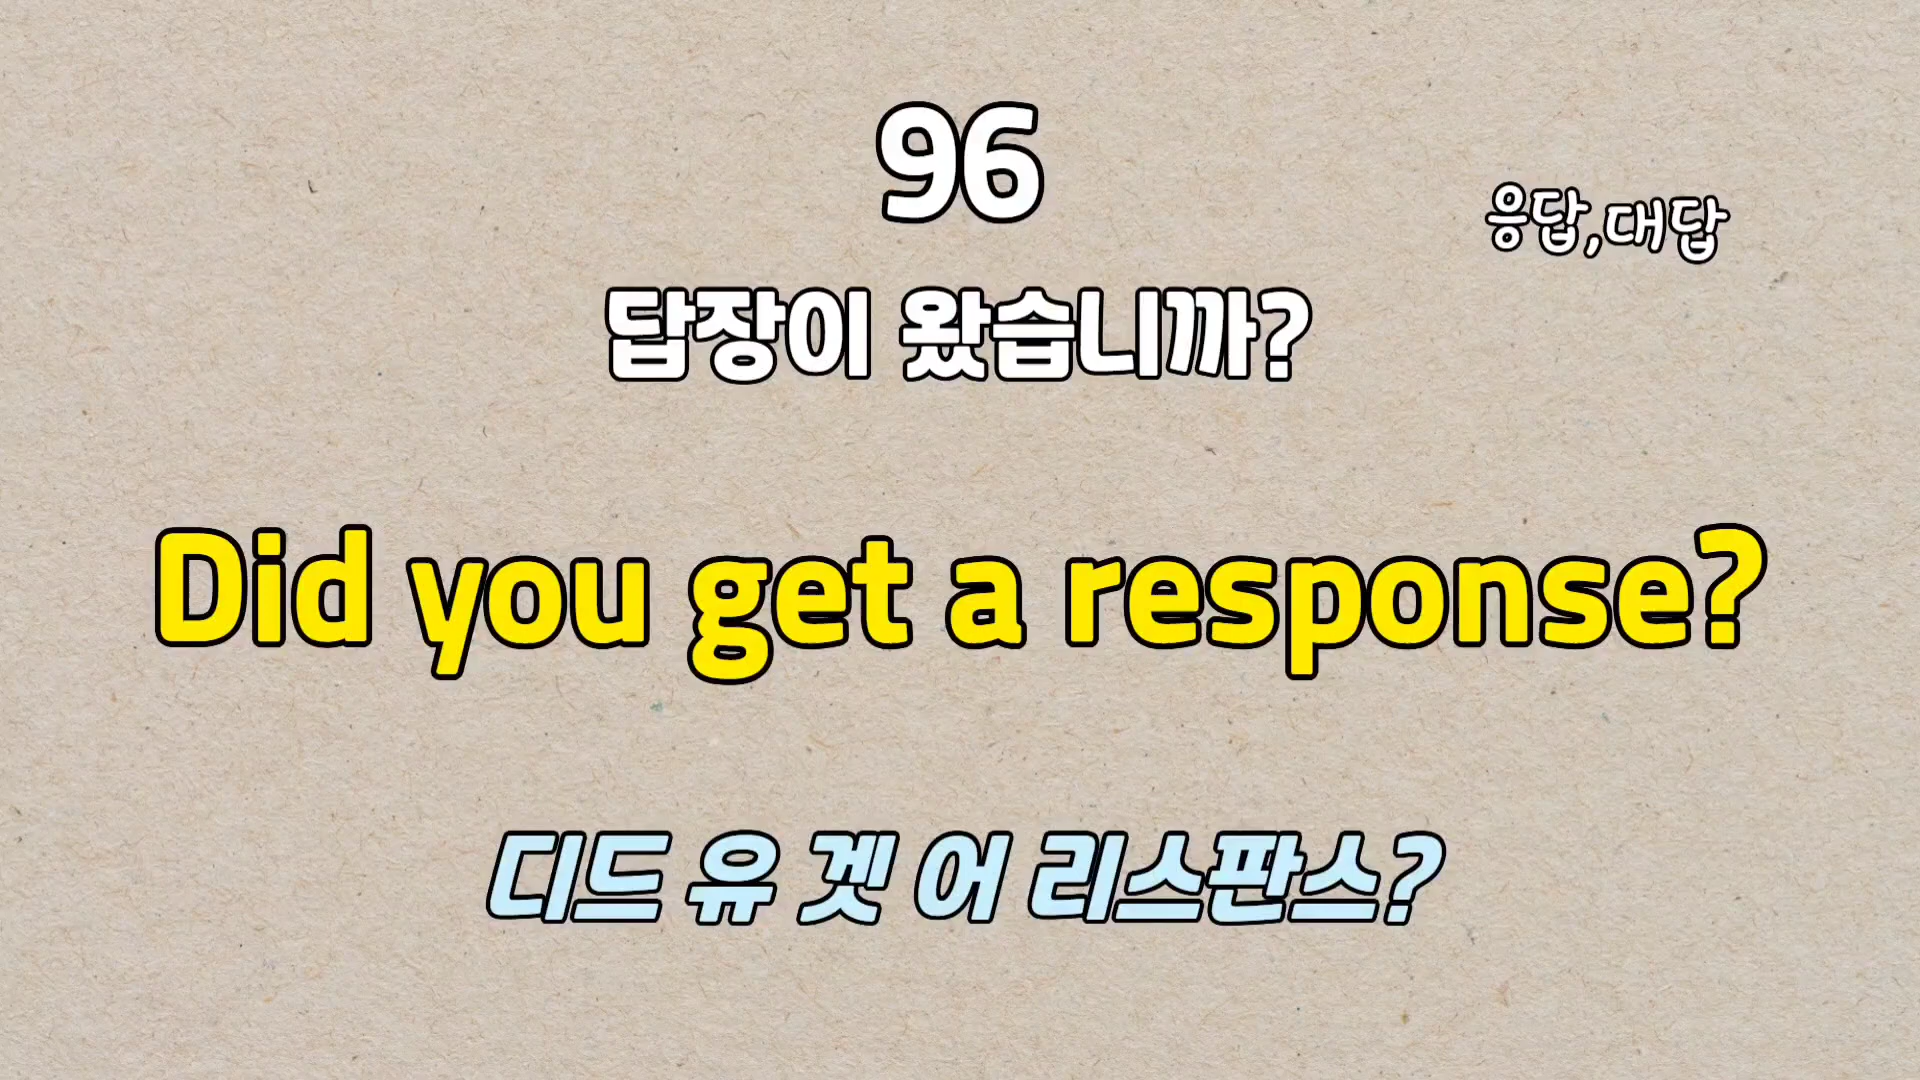 96
응답,대답
답장이 왔습니까?
Did you get a response?
디드 유 겟 어 리스판스?